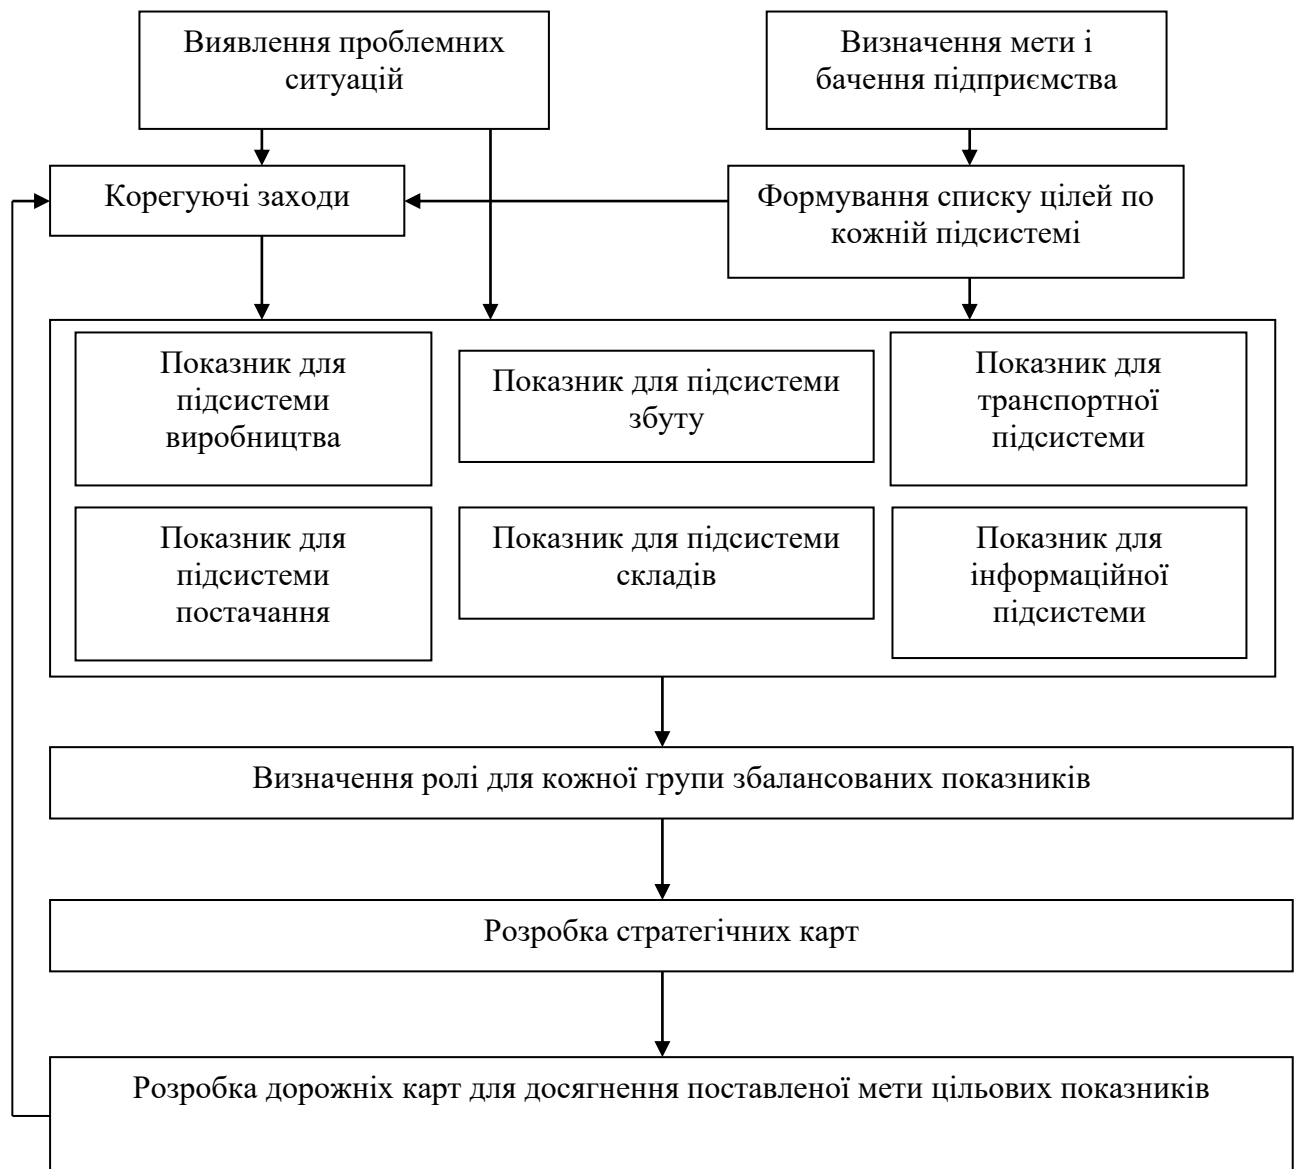 Виявлення проблемних
ситуацій
Визначення мети і
бачення підприємства
Корегуючі заходи
Формування списку цілей по
кожній підсистемі
Показник для
підсистеми
виробництва
Показник для підсистеми
збуту
Показник для
транспортної
підсистеми
Показник для
підсистеми
постачання
Показник для підсистеми
складів
Показник для
інформаційної
підсистеми
Визначення ролі для кожної групи збалансованих показників
Розробка стратегічних карт
Розробка дорожніх карт для досягнення поставленої мети цільових показників